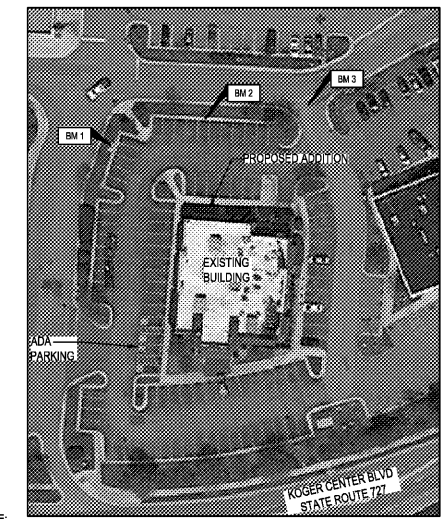 BM 3
BM 2
BM 1
PROPOSED ADDITION
EXISTING
BUILDING
ADA
PARKING
KOGER CENTER BLVD
STATE ROUTE 727
E: